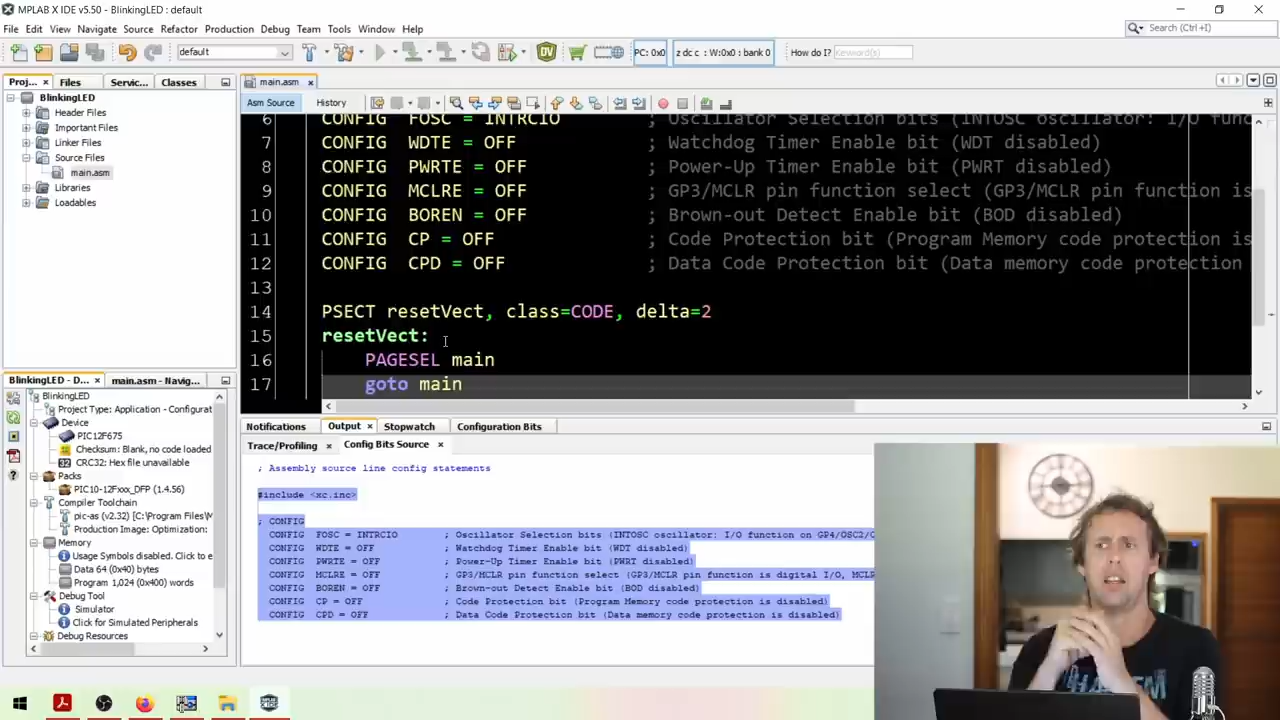 MPLAB X IDE v5.50 - BlinkingLED : default
File Edit View Navigate Source Refactor Production Debug Team Tools Window Help
Search (Ctrl+I)
default
PC: 0x0
z dc c : W:0x0 : bank 0
How do I? Keyword(s)
Proj... Files Servic... Classes
main.asm
Asm Source History
BlinkingLED
Header Files
Important Files
Linker Files
Source Files
main.asm
Libraries
Loadables
6 CONFIG FOSC = INTRCIO ; Oscillator Selection bits (INTOSC oscillator: I/O func
7 CONFIG WDTE = OFF ; Watchdog Timer Enable bit (WDT disabled)
8 CONFIG PWRTE = OFF ; Power-Up Timer Enable bit (PWRT disabled)
9 CONFIG MCLRE = OFF ; GP3/MCLR pin function select (GP3/MCLR pin function is
10 CONFIG BOREN = OFF ; Brown-out Detect Enable bit (BOD disabled)
11 CONFIG CP = OFF ; Code Protection bit (Program Memory code protection is
12 CONFIG CPD = OFF ; Data Code Protection bit (Data memory code protection
13
14 PSECT resetVect, class=CODE, delta=2
15 resetVect:
16 PAGESEL main
17 goto main
BlinkingLED - D... main.asm - Navig...
BlinkingLED
Project Type: Application - Configurat
Device
PIC12F675
Checksum: Blank, no code loaded
CRC32: Hex file unavailable
Packs
PIC10-12Fxxx_DFP (1.4.56)
Compiler Toolchain
pic-as (v2.32) [C:\Program Files\M
Production Image: Optimization:
Memory
Usage Symbols disabled. Click to e
Data 64 (0x40) bytes
Program 1,024 (0x400) words
Debug Tool
Simulator
Click for Simulated Peripherals
Debug Resources
Notifications Output Stopwatch Configuration Bits
Trace/Profiling Config Bits Source
; Assembly source line config statements
#include <xc.inc>
; CONFIG
CONFIG FOSC = INTRCIO ; Oscillator Selection bits (INTOSC oscillator: I/O function on GP4/OSC2/C
CONFIG WDTE = OFF ; Watchdog Timer Enable bit (WDT disabled)
CONFIG PWRTE = OFF ; Power-Up Timer Enable bit (PWRT disabled)
CONFIG MCLRE = OFF ; GP3/MCLR pin function select (GP3/MCLR pin function is digital I/O, MCLR
CONFIG BOREN = OFF ; Brown-out Detect Enable bit (BOD disabled)
CONFIG CP = OFF ; Code Protection bit (Program Memory code protection is disabled)
CONFIG CPD = OFF ; Data Code Protection bit (Data memory code protection is disabled)